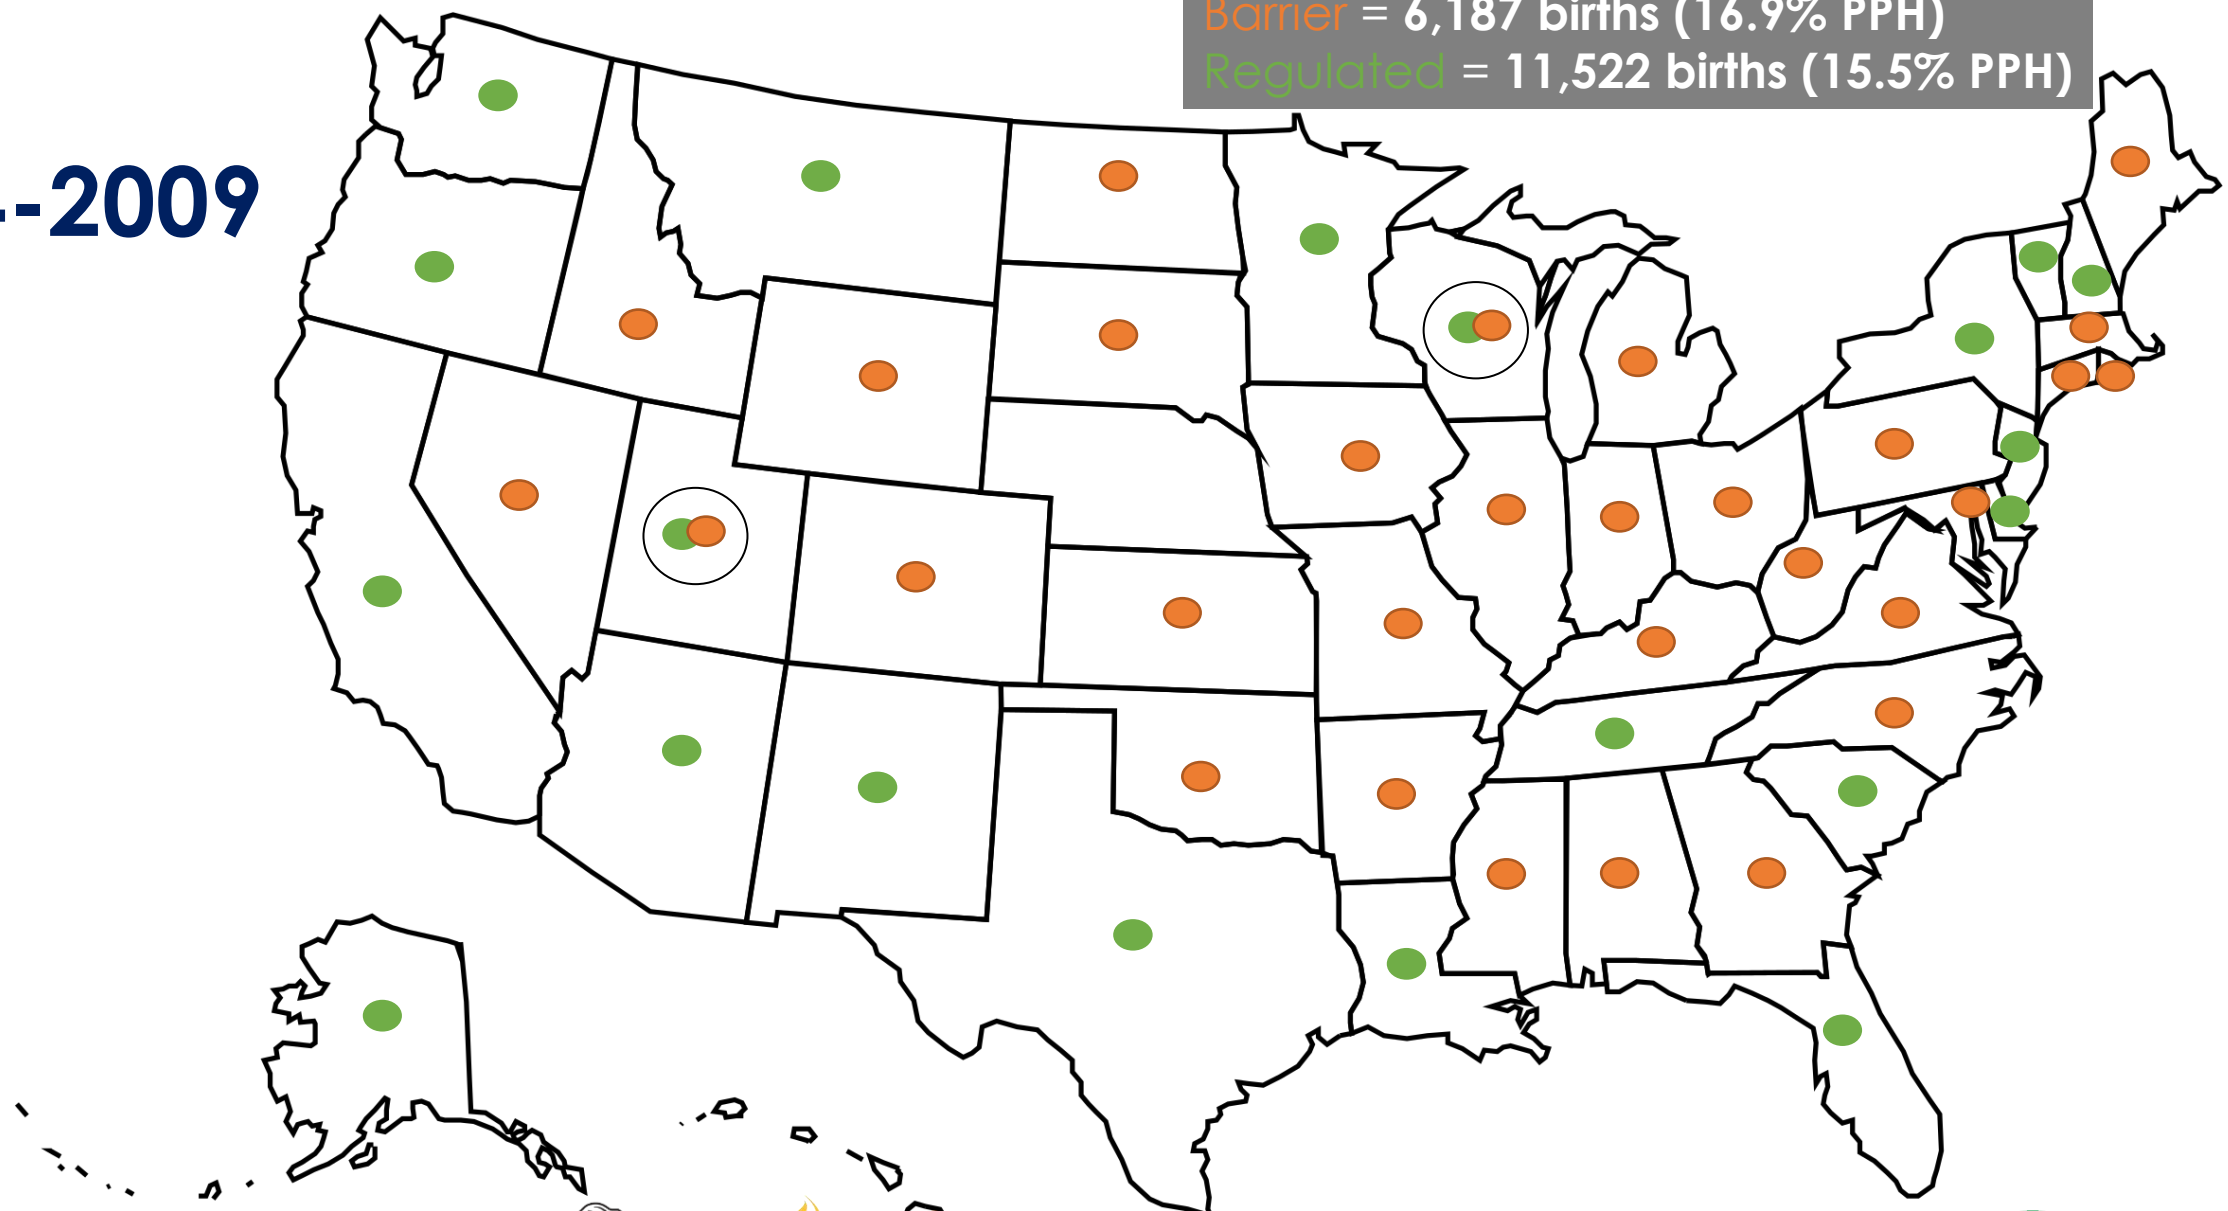 Barrier = 6,187 births (16.9% PPH)
Regulated = 11,522 births (15.5% PPH)
-2009